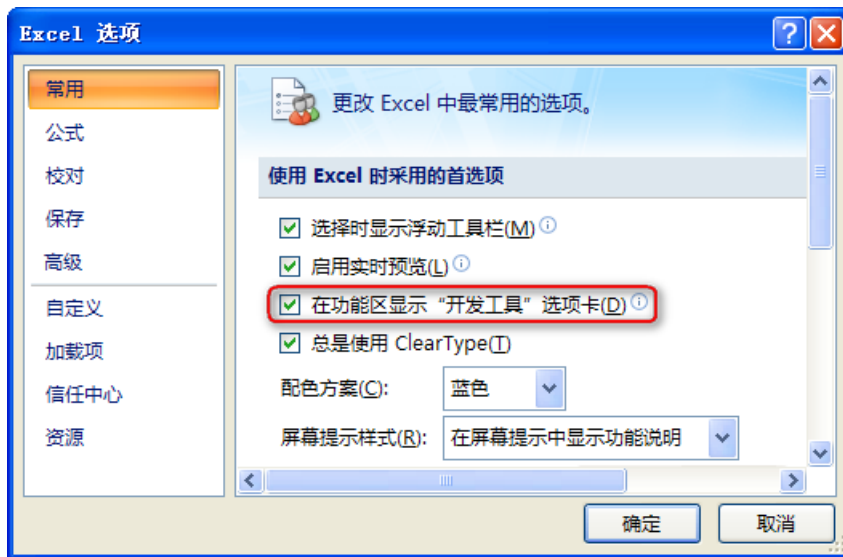 Excel 选项
常用
公式
校对
保存
高级
自定义
加载项
信任中心
资源
更改 Excel 中最常用的选项。
使用 Excel 时采用的首选项
选择时显示浮动工具栏(M)
启用实时预览(L)
在功能区显示“开发工具”选项卡(D)
总是使用 ClearType(T)
配色方案(C): 蓝色
屏幕提示样式(R): 在屏幕提示中显示功能说明
确定 取消